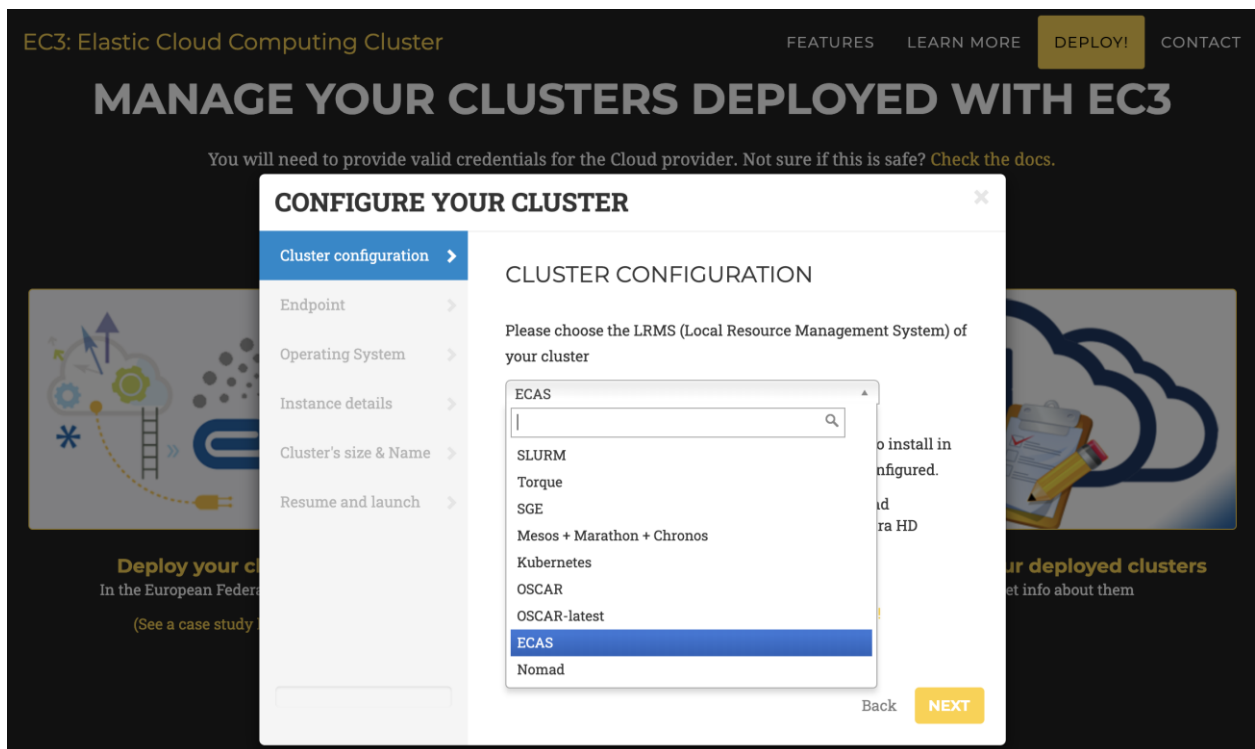 EC3: Elastic Cloud Computing Cluster
FEATURES LEARN MORE DEPLOY! CONTACT
MANAGE YOUR CLUSTERS DEPLOYED WITH EC3
You will need to provide valid credentials for the Cloud provider. Not sure if this is safe? Check the docs.
CONFIGURE YOUR CLUSTER
Cluster configuration
Endpoint
Operating System
Instance details
Cluster's size & Name
Resume and launch
CLUSTER CONFIGURATION
Please choose the LRMS (Local Resource Management System) of
your cluster
ECAS
SLURM
Torque
SGE
Mesos + Marathon + Chronos
Kubernetes
OSCAR
OSCAR-latest
ECAS
Nomad
o install in
nfigured.
nd
ra HD
Back NEXT
Deploy your cl
In the European Federa
(See a case study
ur deployed clusters
et info about them